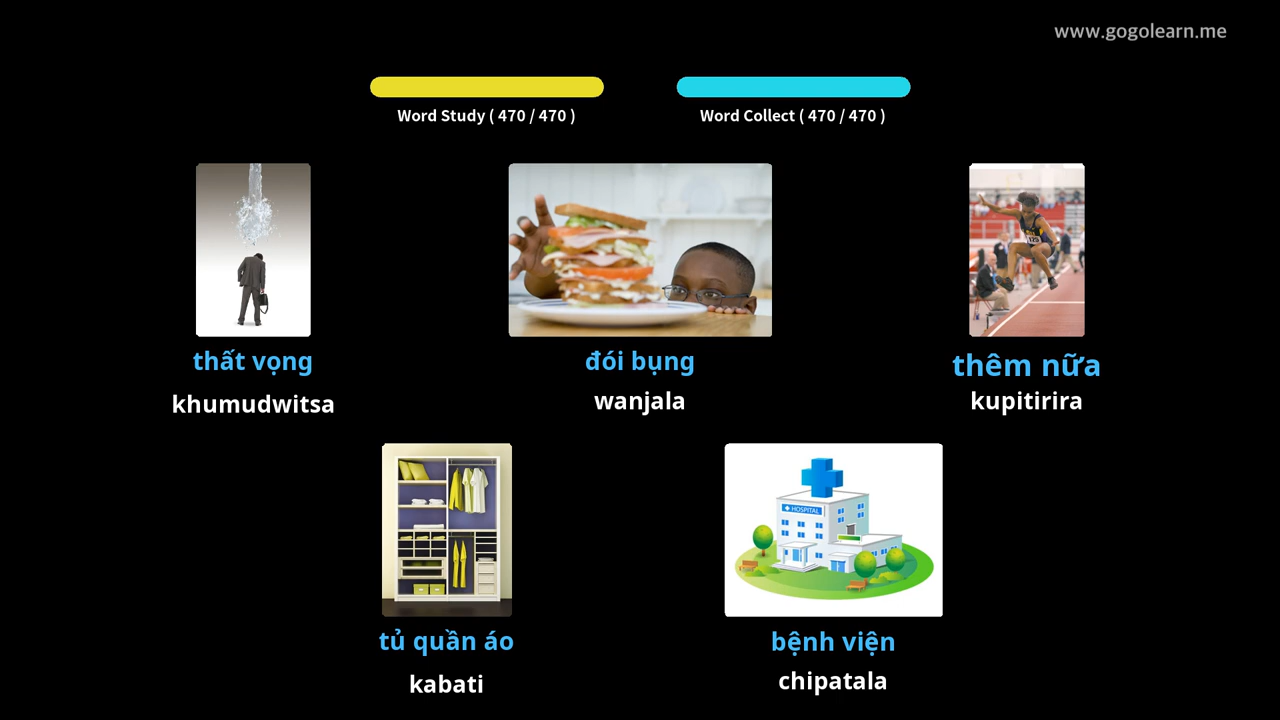 www.gogolearn.me
Word Study ( 470 / 470 )
Word Collect ( 470 / 470 )
thất vọng
khumudwitsa
đói bụng
wanjala
thêm nữa
kupitirira
HOSPITAL
tủ quần áo
kabati
bệnh viện
chipatala